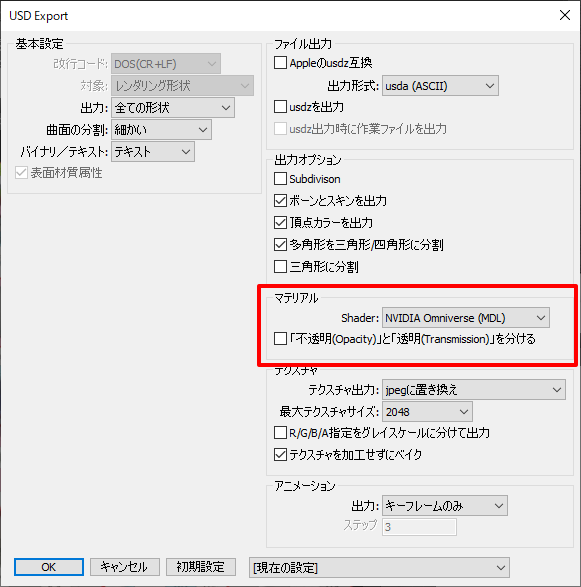 USD Export
基本設定
改行コード: DOS(CR+LF)
対象: レンダリング形状
出力: 全ての形状
曲面の分割: 細かい
バイナリ／テキスト: テキスト
表面材質属性
ファイル出力
Appleのusdz互換
出力形式: usda (ASCII)
usdzを出力
usdz出力時に作業ファイルを出力
出力オプション
Subdivison
ボーンとスキンを出力
頂点カラーを出力
多角形を三角形/四角形に分割
三角形に分割
マテリアル
Shader: NVIDIA Omniverse (MDL)
「不透明(Opacity)」と「透明(Transmission)」を分ける
テクスチャ
テクスチャ出力: jpegに置き換え
最大テクスチャサイズ: 2048
R/G/B/A指定をグレイスケールに分けて出力
テクスチャを加工せずにベイク
アニメーション
出力: キーフレームのみ
ステップ 3
OK
キャンセル
初期設定
[現在の設定]